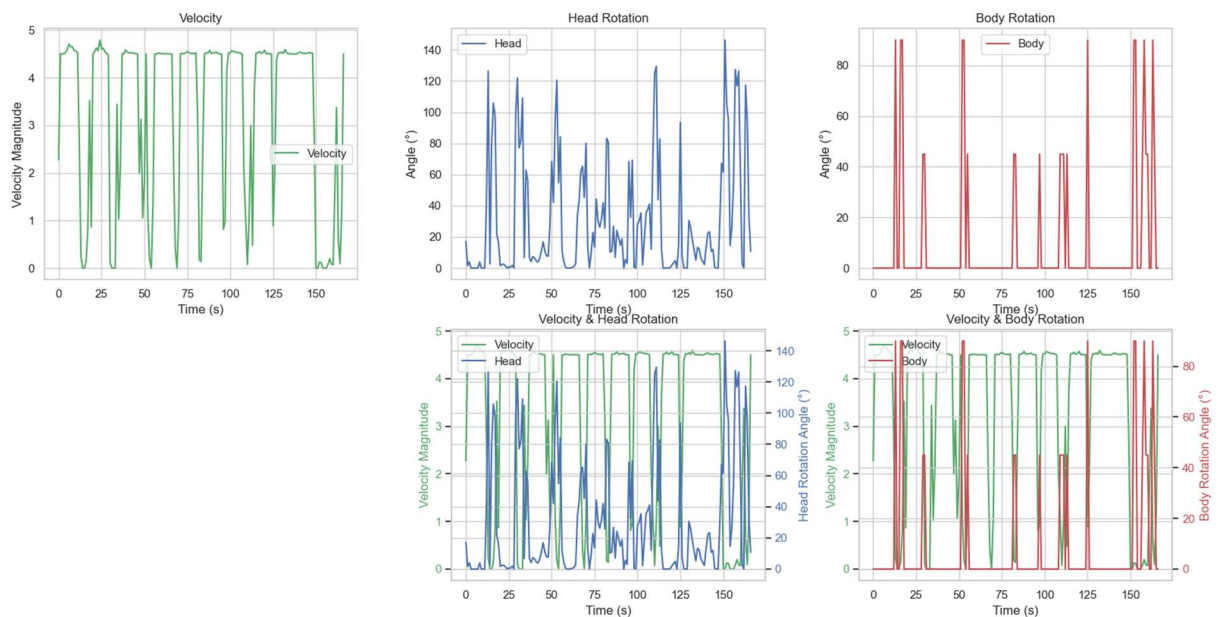 Velocity
Velocity Magnitude
5
4
3
2
1
0
Velocity
0 25 50 75 100 125 150
Time (s)
Head Rotation
Angle (°)
140
120
100
80
60
40
20
0
Head
0 25 50 75 100 125 150
Time (s)
Body Rotation
Angle (°)
80
60
40
20
0
Body
0 25 50 75 100 125 150
Time (s)
Velocity & Head Rotation
Velocity Magnitude
5
4
3
2
1
0
Velocity
Head
140
120
100
80
60
40
20
0
Head Rotation Angle (°)
0 25 50 75 100 125 150
Time (s)
Velocity & Body Rotation
Velocity Magnitude
5
4
3
2
1
0
Velocity
Body
80
60
40
20
0
Body Rotation Angle (°)
0 25 50 75 100 125 150
Time (s)